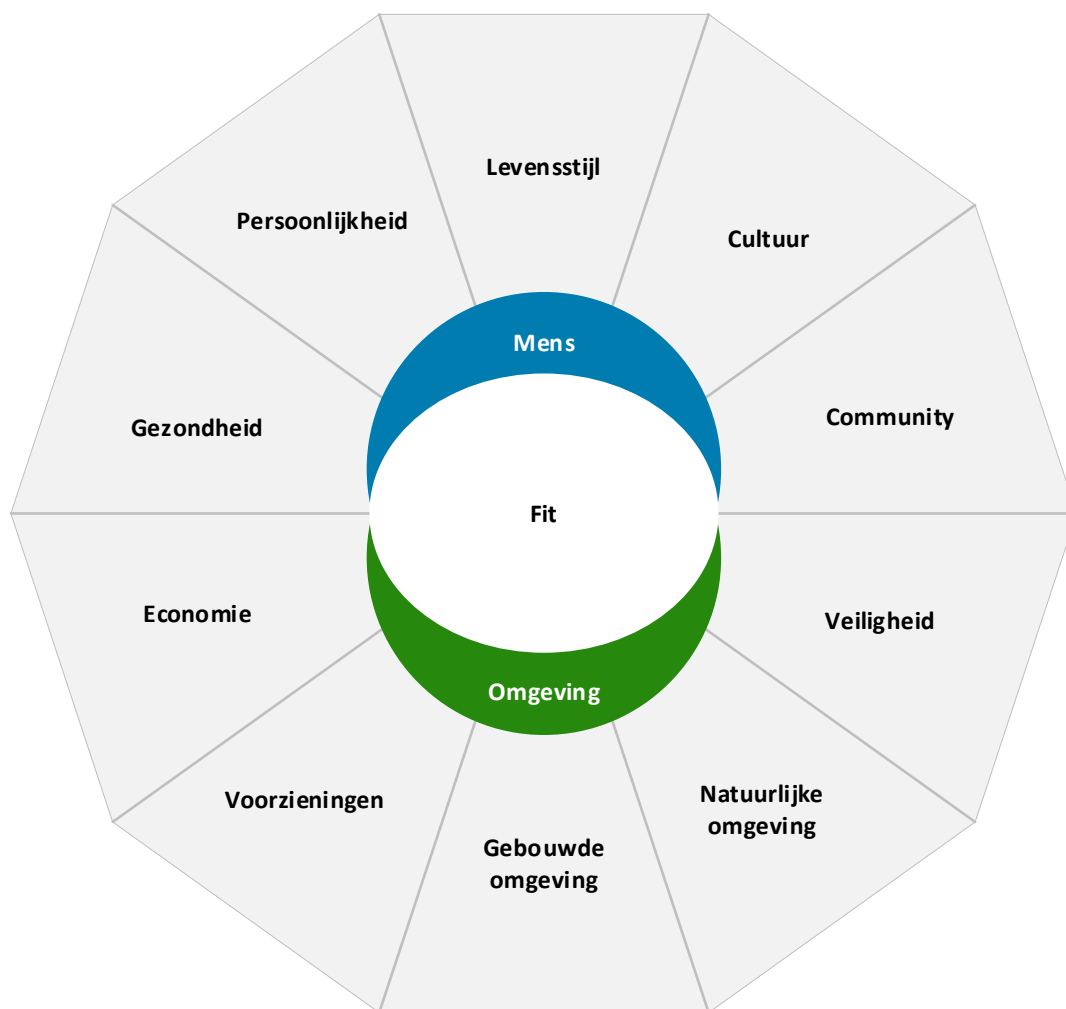 Levensstijl
Persoonlijkheid
Cultuur
Mens
Community
Gezondheid
Fit
Economie
Veiligheid
Omgeving
Voorzieningen
Natuurlijke
omgeving
Gebouwde
omgeving